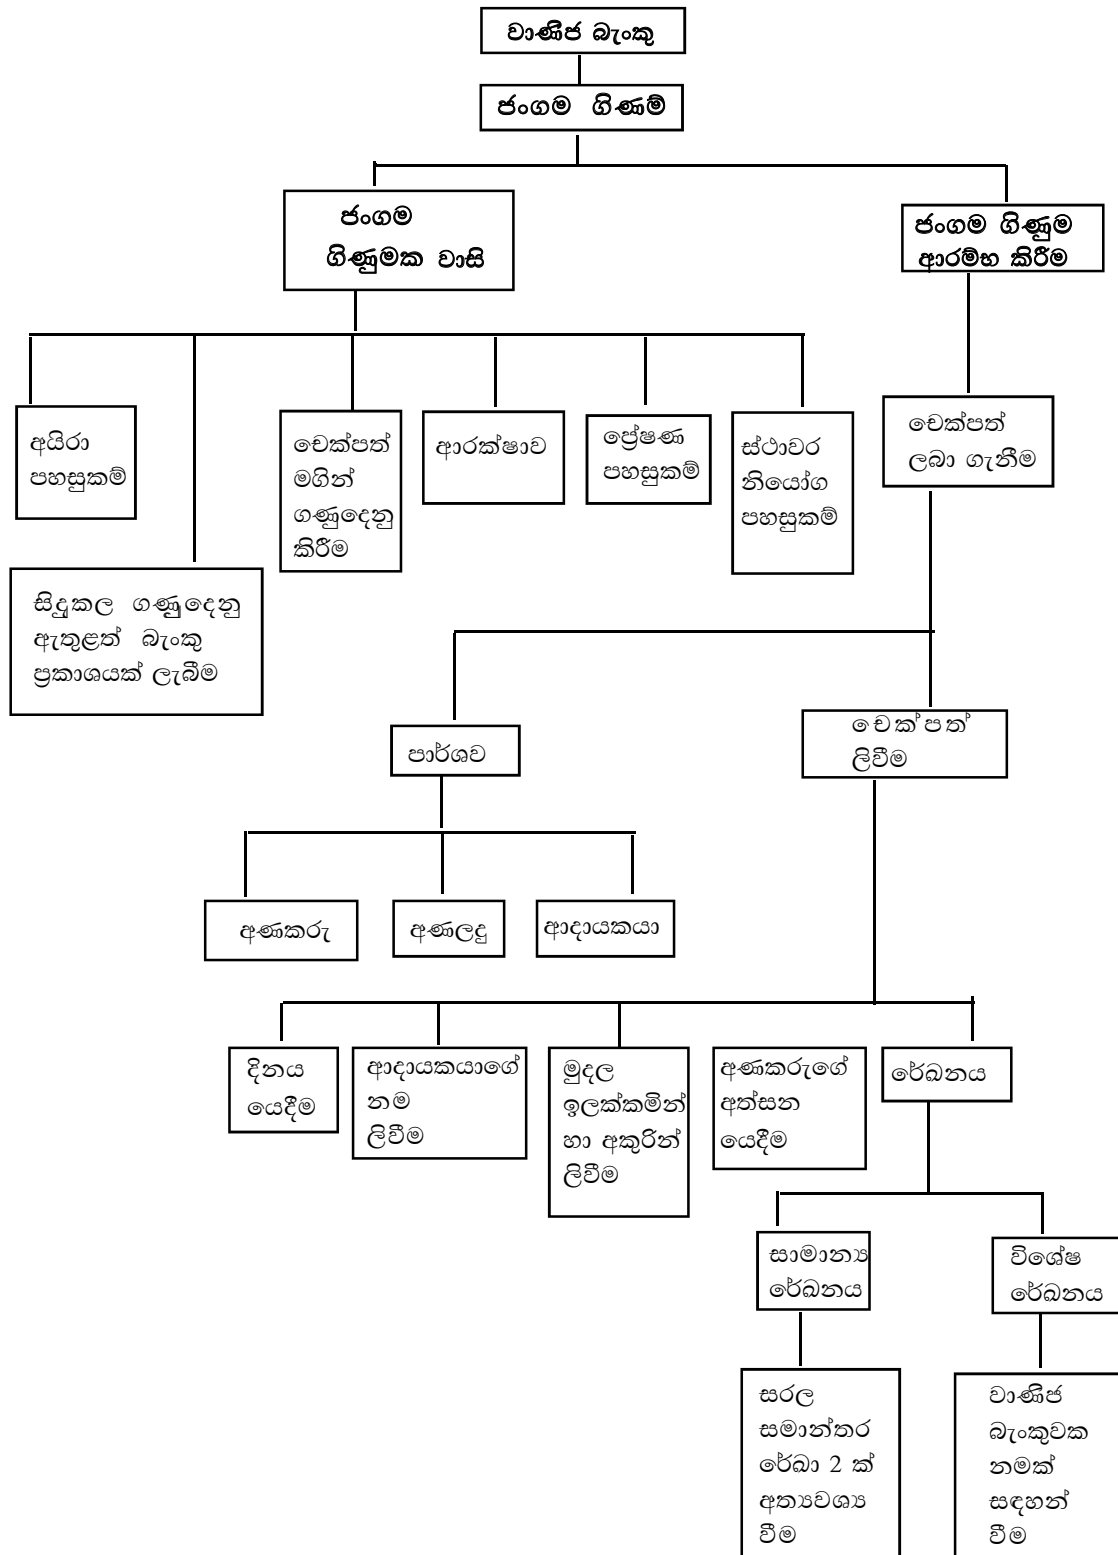 වාණිජ බැංකු
ජංගම ගිණම්
ජංගම
ගිණුමක වාසි
ජංගම ගිණුම
ආරම්භ කිරීම
අයිරා
පහසුකම්
චෙක්පත්
මගින්
ගණුදෙනු
කිරීම
ආරක්ෂාව
ප්‍රේෂණ
පහසුකම්
ස්ථාවර
නියෝග
පහසුකම්
චෙක්පත්
ලබා ගැනීම
සිදුකල ගණුදෙනු
ඇතුළත් බැංකු
ප්‍රකාශයක් ලැබීම
පාර්ශව
චෙක්පත්
ලිවීම
අණකරු
අණලදු
ආදායකයා
දිනය
යෙදීම
ආදායකයාගේ
නම
ලිවීම
මුදල
ඉලක්කමින්
හා අකුරින්
ලිවීම
අණකරුගේ
අත්සන
යෙදීම
රේඛනය
සාමාන්‍ය
රේඛනය
විශේෂ
රේඛනය
සරල
සමාන්තර
රේඛා 2 ක්
අත්‍යවශ්‍ය
වීම
වාණිජ
බැංකුවක
නමක්
සඳහන්
වීම